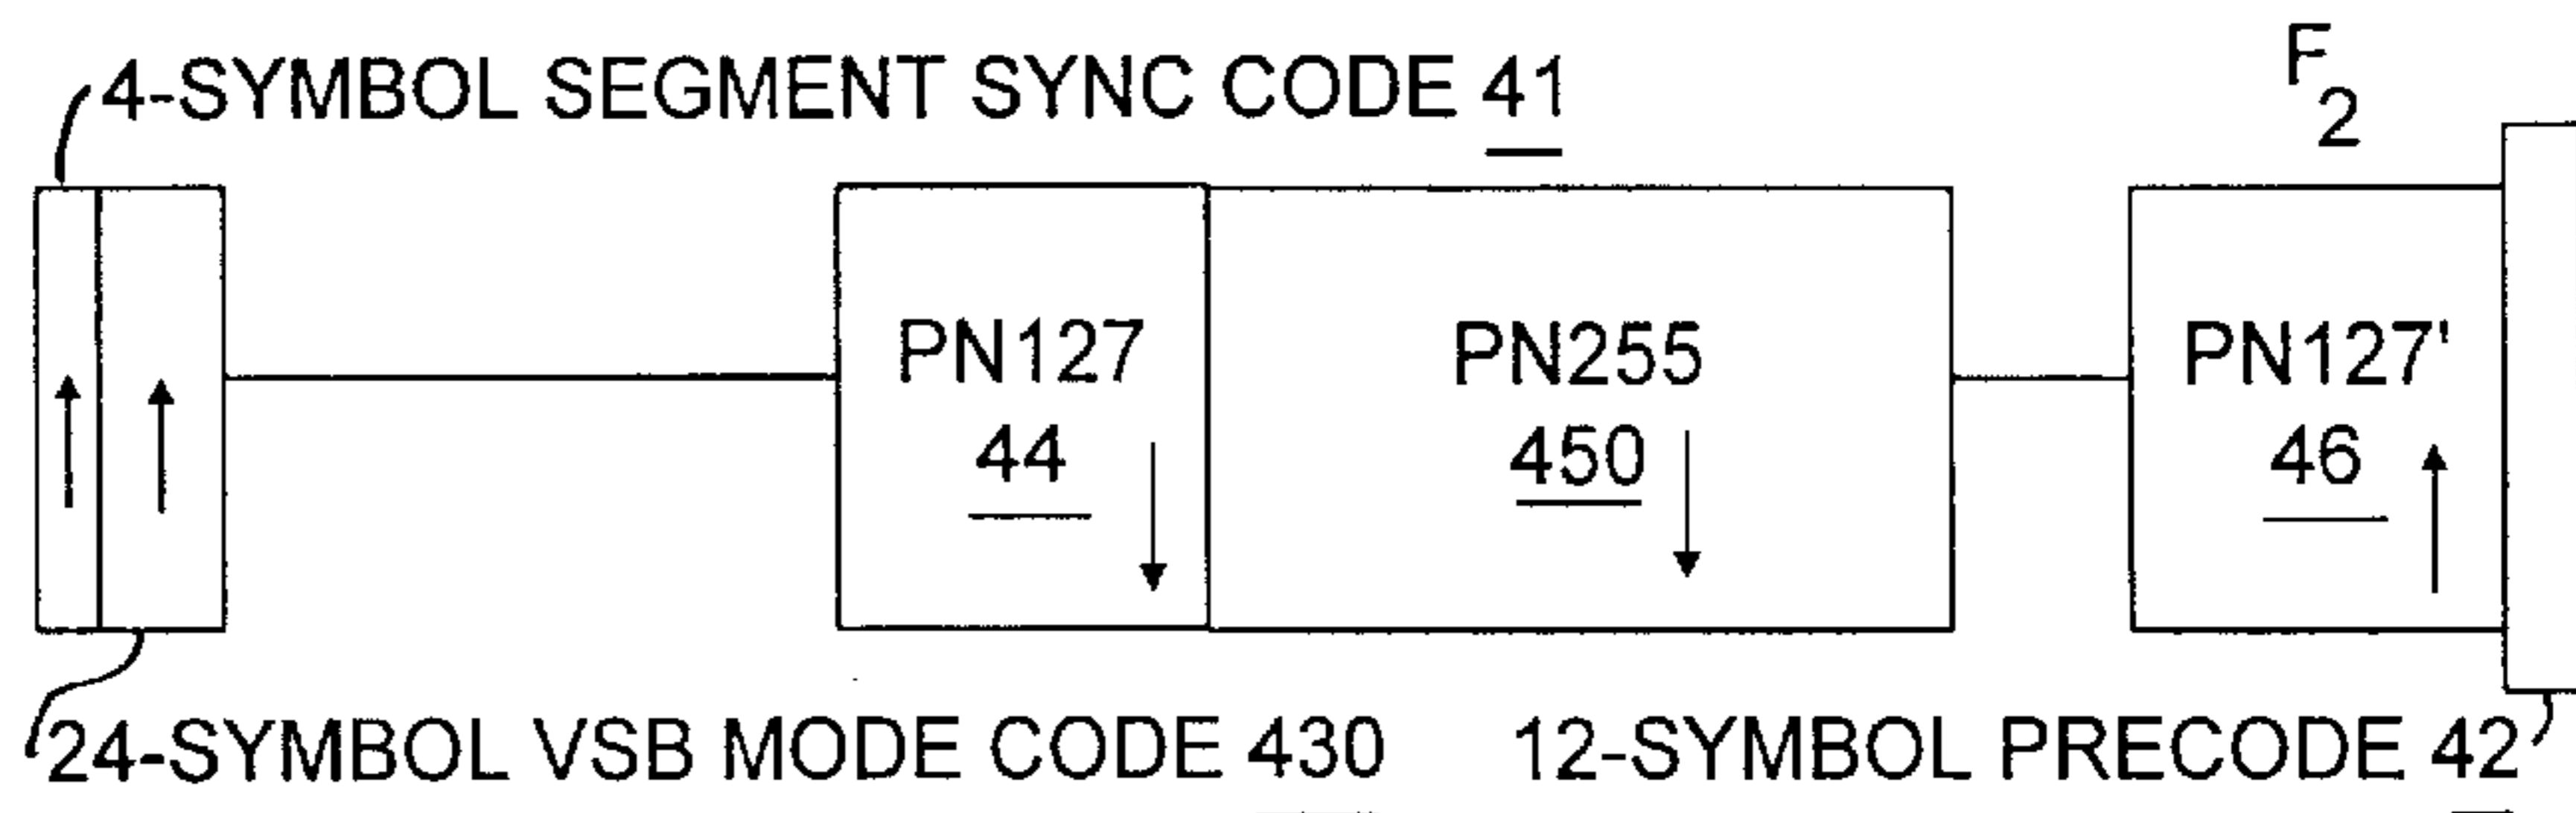 F
2
4-SYMBOL SEGMENT SYNC CODE 41
PN127
44
PN255
450
PN127'
46
24-SYMBOL VSB MODE CODE 430
12-SYMBOL PRECODE 42